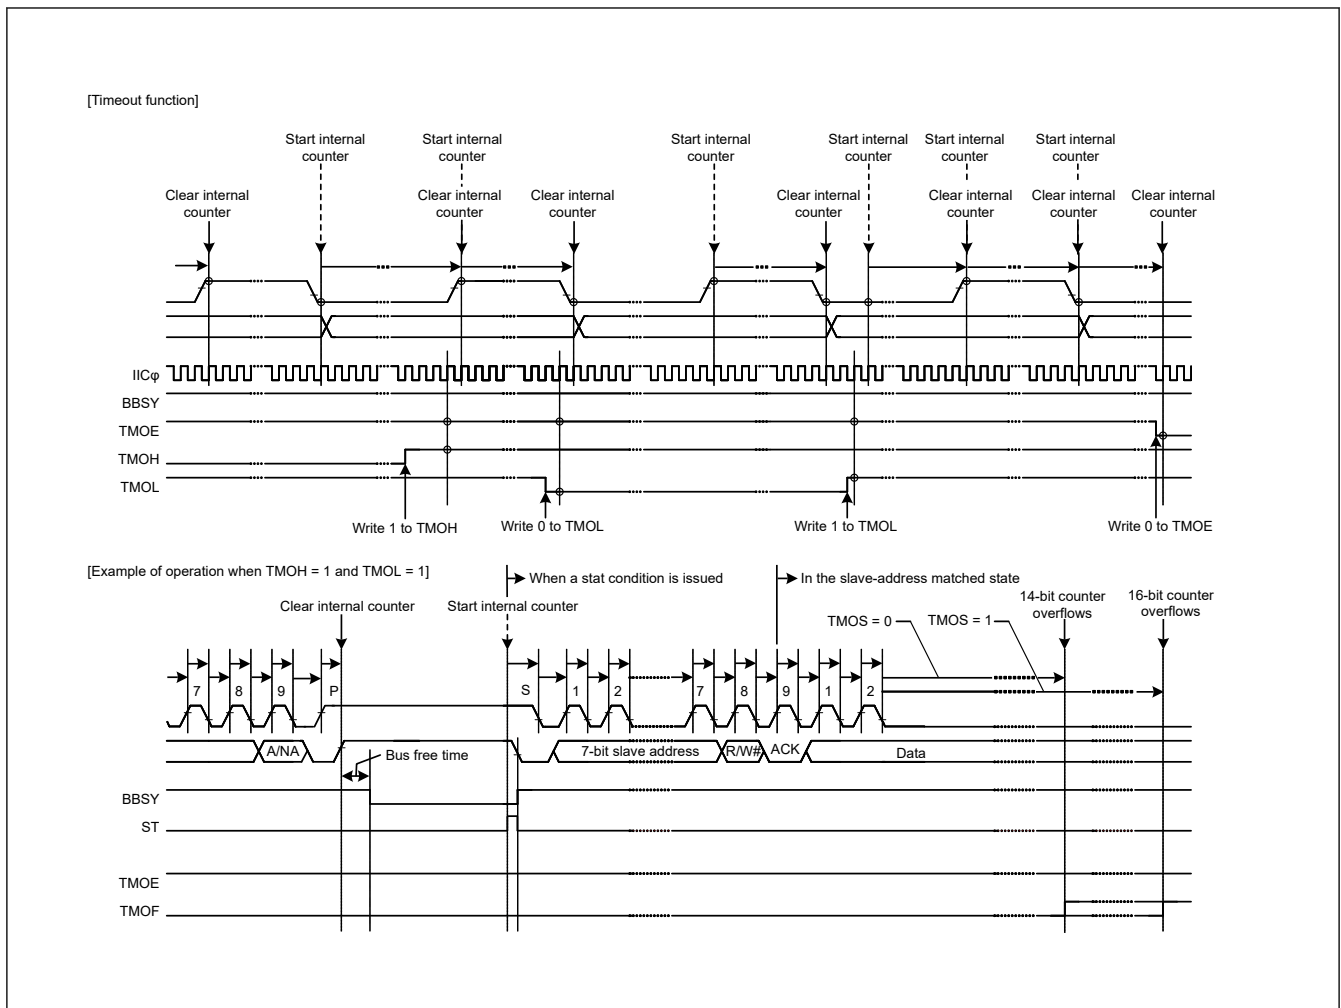 [Timeout function]
Start internal
counter
Start internal
counter
Start internal
counter
Start internal
counter
Start internal
counter
Start internal
counter
Clear internal
counter
Clear internal
counter
Clear internal
counter
Clear internal
counter
Clear internal
counter
Clear internal
counter
Clear internal
counter
IICφ
BBSY
TMOE
TMOH
TMOL
Write 1 to TMOH
Write 0 to TMOL
Write 1 to TMOL
Write 0 to TMOE
[Example of operation when TMOH = 1 and TMOL = 1]
When a stat condition is issued
In the slave-address matched state
Clear internal counter
Start internal counter
14-bit counter
overflows
16-bit counter
overflows
TMOS = 0
TMOS = 1
7 8 9 P S 1 2 7 8 9 1 2
A/NA
7-bit slave address
R/W#
ACK
Data
Bus free time
BBSY
ST
TMOE
TMOF